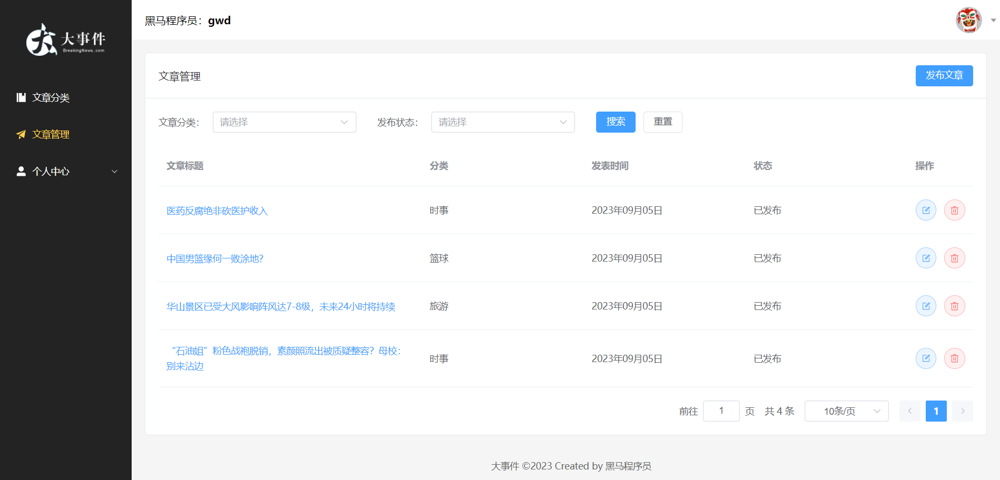 大事件
BreakingNews.com
黑马程序员：gwd
文章分类
文章管理
个人中心
文章管理
发布文章
文章分类： 请选择 发布状态： 请选择 搜索 重置
文章标题 分类 发表时间 状态 操作
医药反腐绝非砍医护收入 时事 2023年09月05日 已发布
中国男篮缘何一败涂地？ 篮球 2023年09月05日 已发布
华山景区已受大风影响阵风达7-8级，未来24小时将持续 旅游 2023年09月05日 已发布
“石油姐”粉色战袍脱销，素颜照流出被质疑整容？母校：
别来沾边
时事 2023年09月05日 已发布
前往 1 页 共 4 条 10条/页 1
大事件 ©2023 Created by 黑马程序员